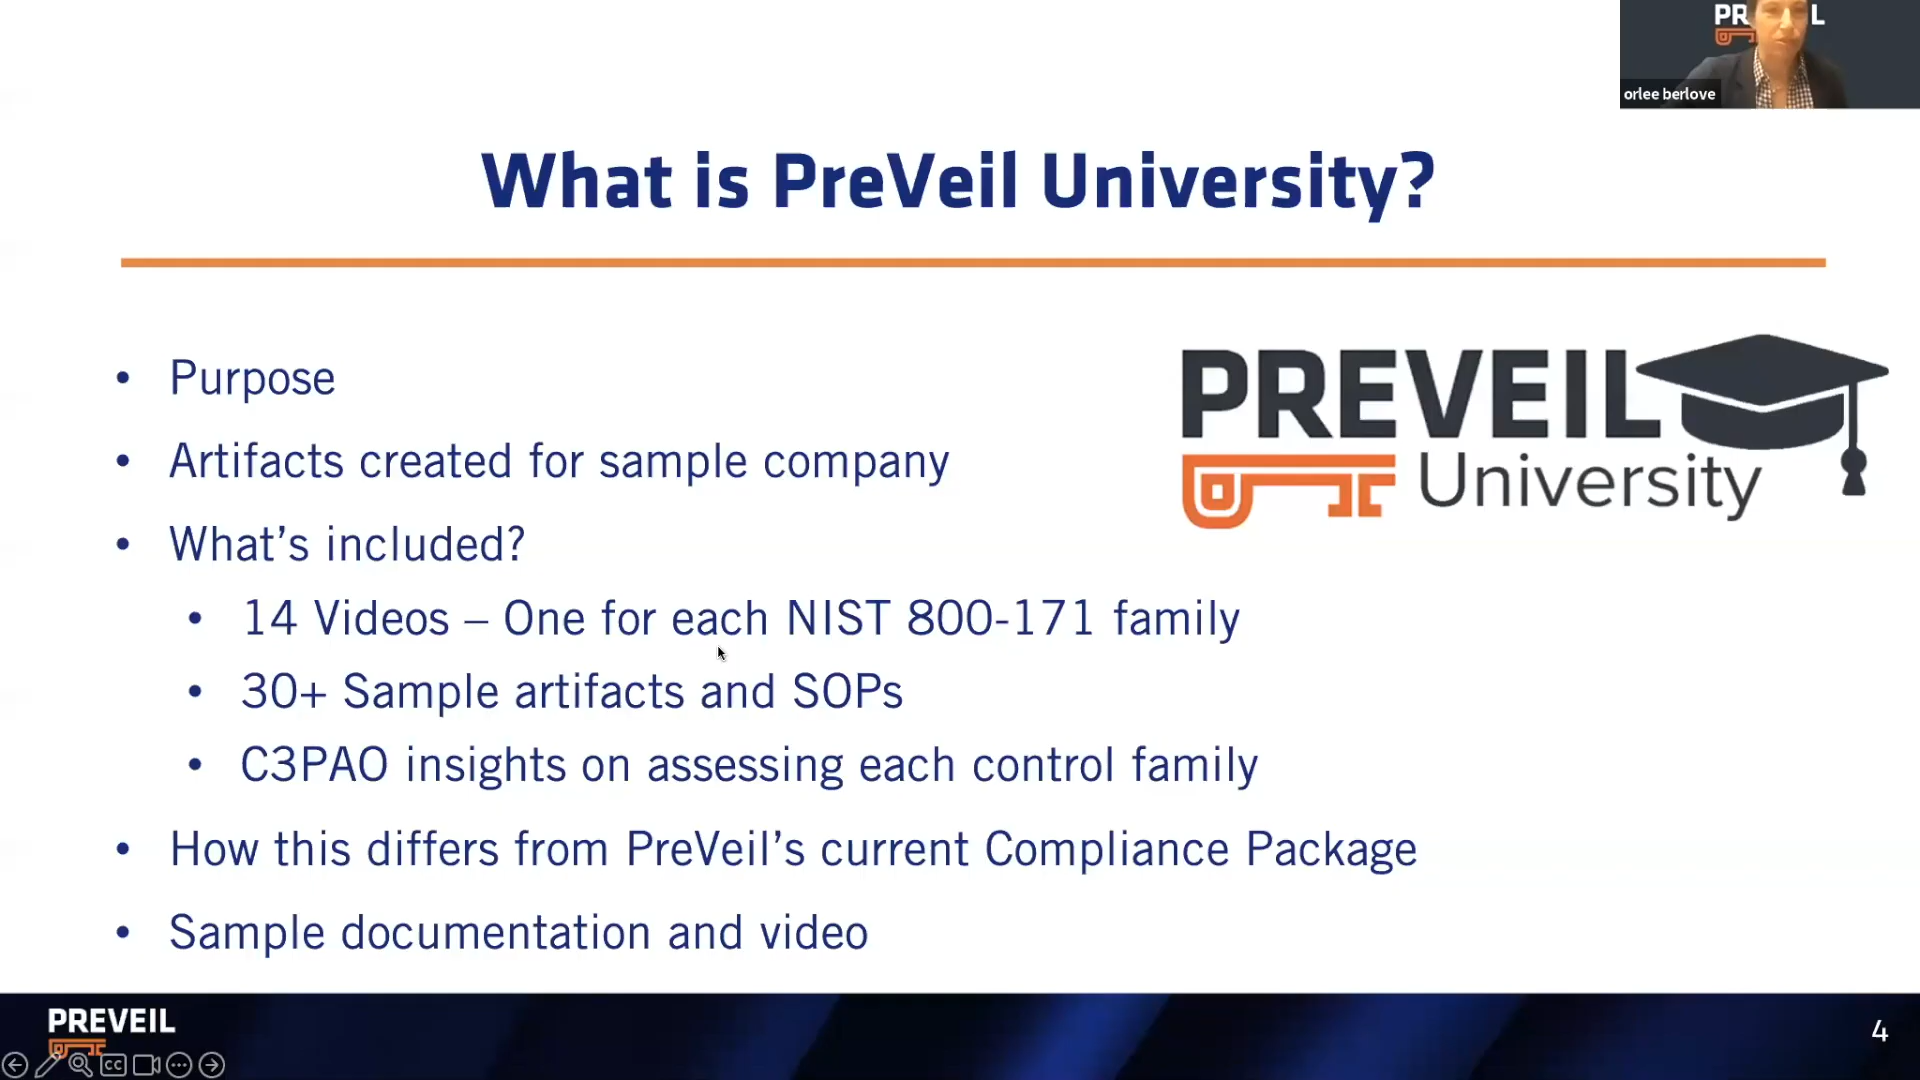 PR L
orlee berlove
What is PreVeil University?
• Purpose
• Artifacts created for sample company
• What’s included?
• 14 Videos – One for each NIST 800-171 family
• 30+ Sample artifacts and SOPs
• C3PAO insights on assessing each control family
• How this differs from PreVeil’s current Compliance Package
• Sample documentation and video
PREVEIL
University
PREVEIL
4
CC